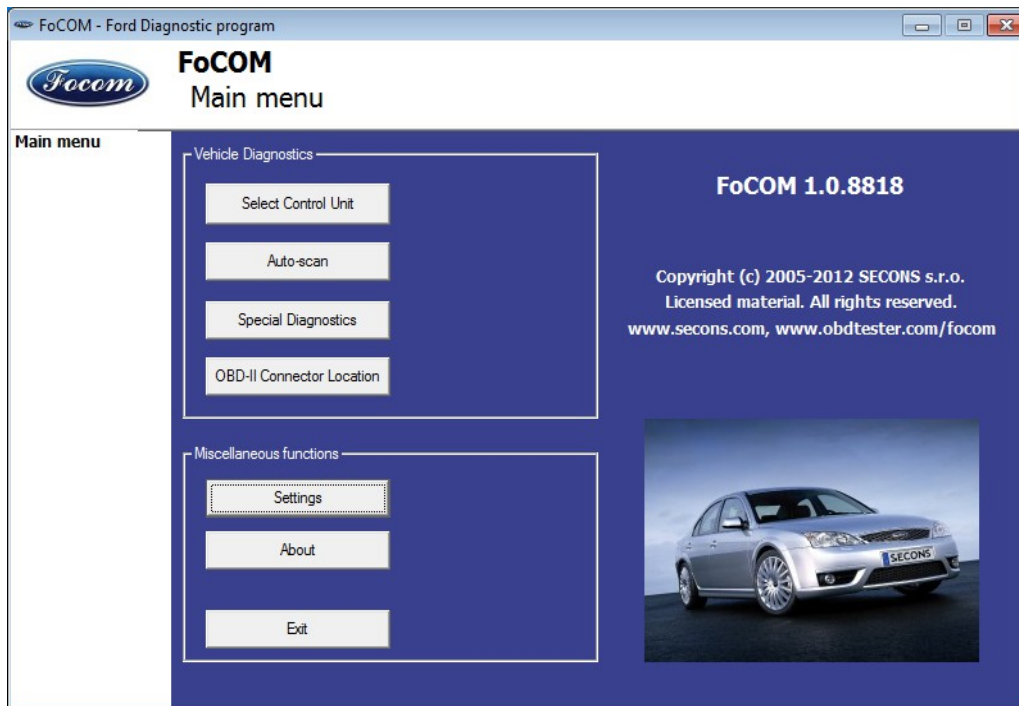 FoCOM - Ford Diagnostic program
Focom
FoCOM
Main menu
Main menu
Vehicle Diagnostics
Select Control Unit
Auto-scan
Special Diagnostics
OBD-II Connector Location
Miscellaneous functions
Settings
About
Exit
FoCOM 1.0.8818
Copyright (c) 2005-2012 SECONS s.r.o.
Licensed material. All rights reserved.
www.secons.com, www.obdtester.com/focom
SECONS